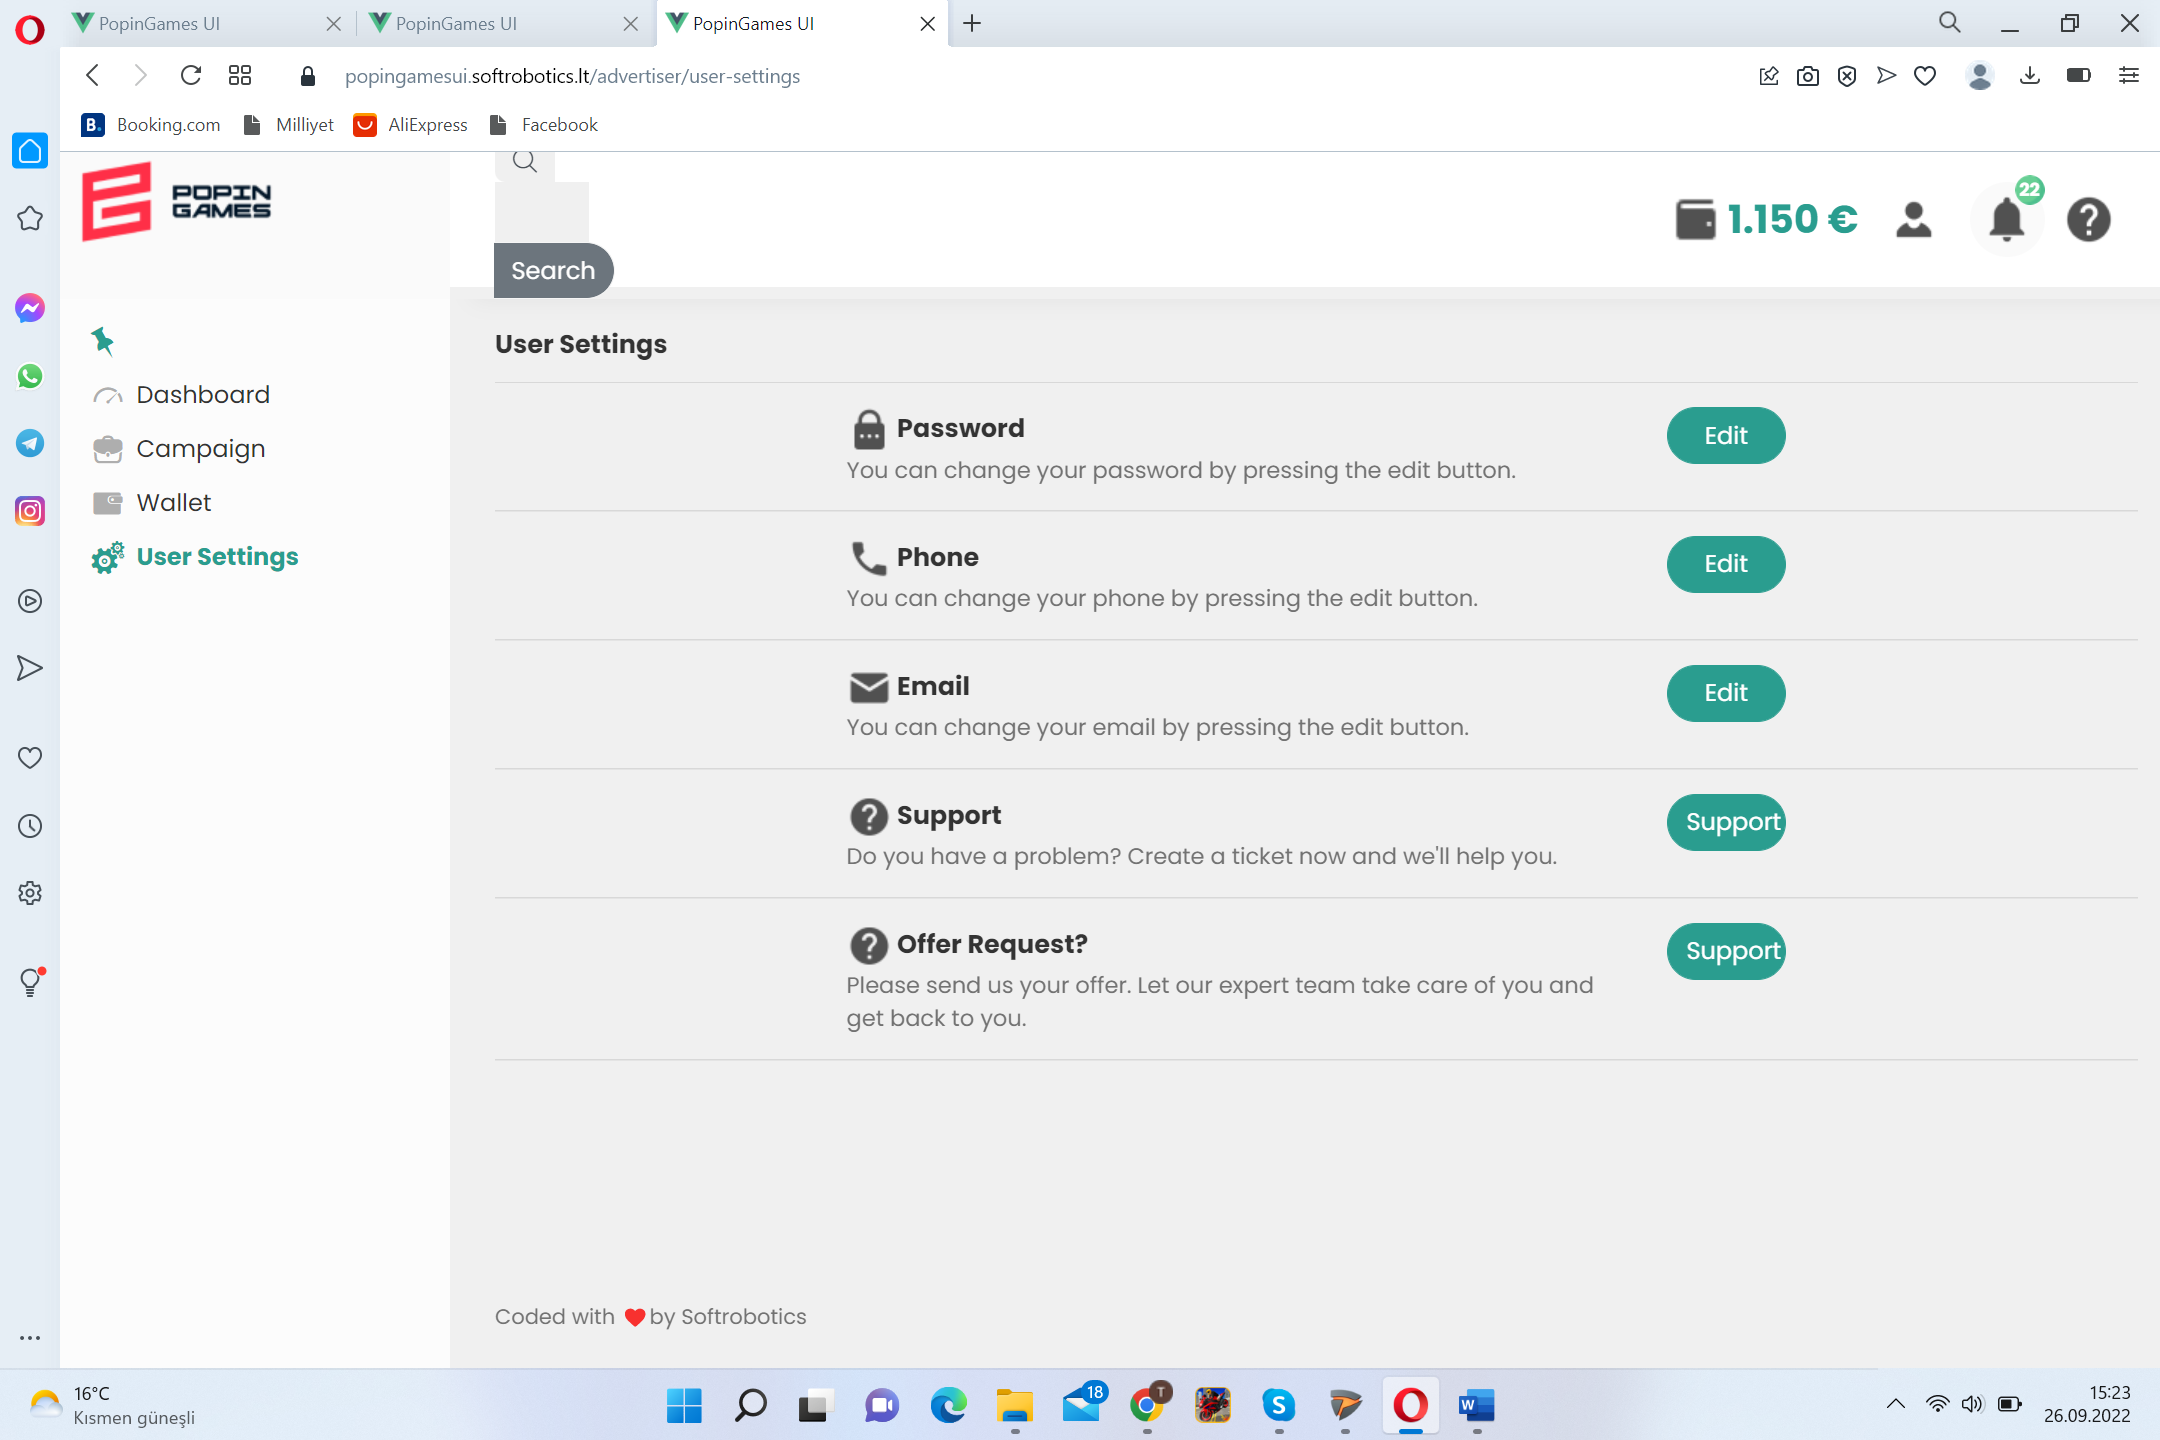 PopinGames UI
PopinGames UI
PopinGames UI
popingamesui.softrobotics.lt/advertiser/user-settings
B. Booking.com
Milliyet
AliExpress
Facebook
POPIN
GAMES
1.150 €
22
Search
Dashboard
Campaign
Wallet
User Settings
User Settings
Password
You can change your password by pressing the edit button.
Edit
Phone
You can change your phone by pressing the edit button.
Edit
Email
You can change your email by pressing the edit button.
Edit
Support
Do you have a problem? Create a ticket now and we'll help you.
Support
Offer Request?
Please send us your offer. Let our expert team take care of you and
get back to you.
Support
Coded with ❤ by Softrobotics
16°C
Kısmen güneşli
18
T
S
W
15:23
26.09.2022